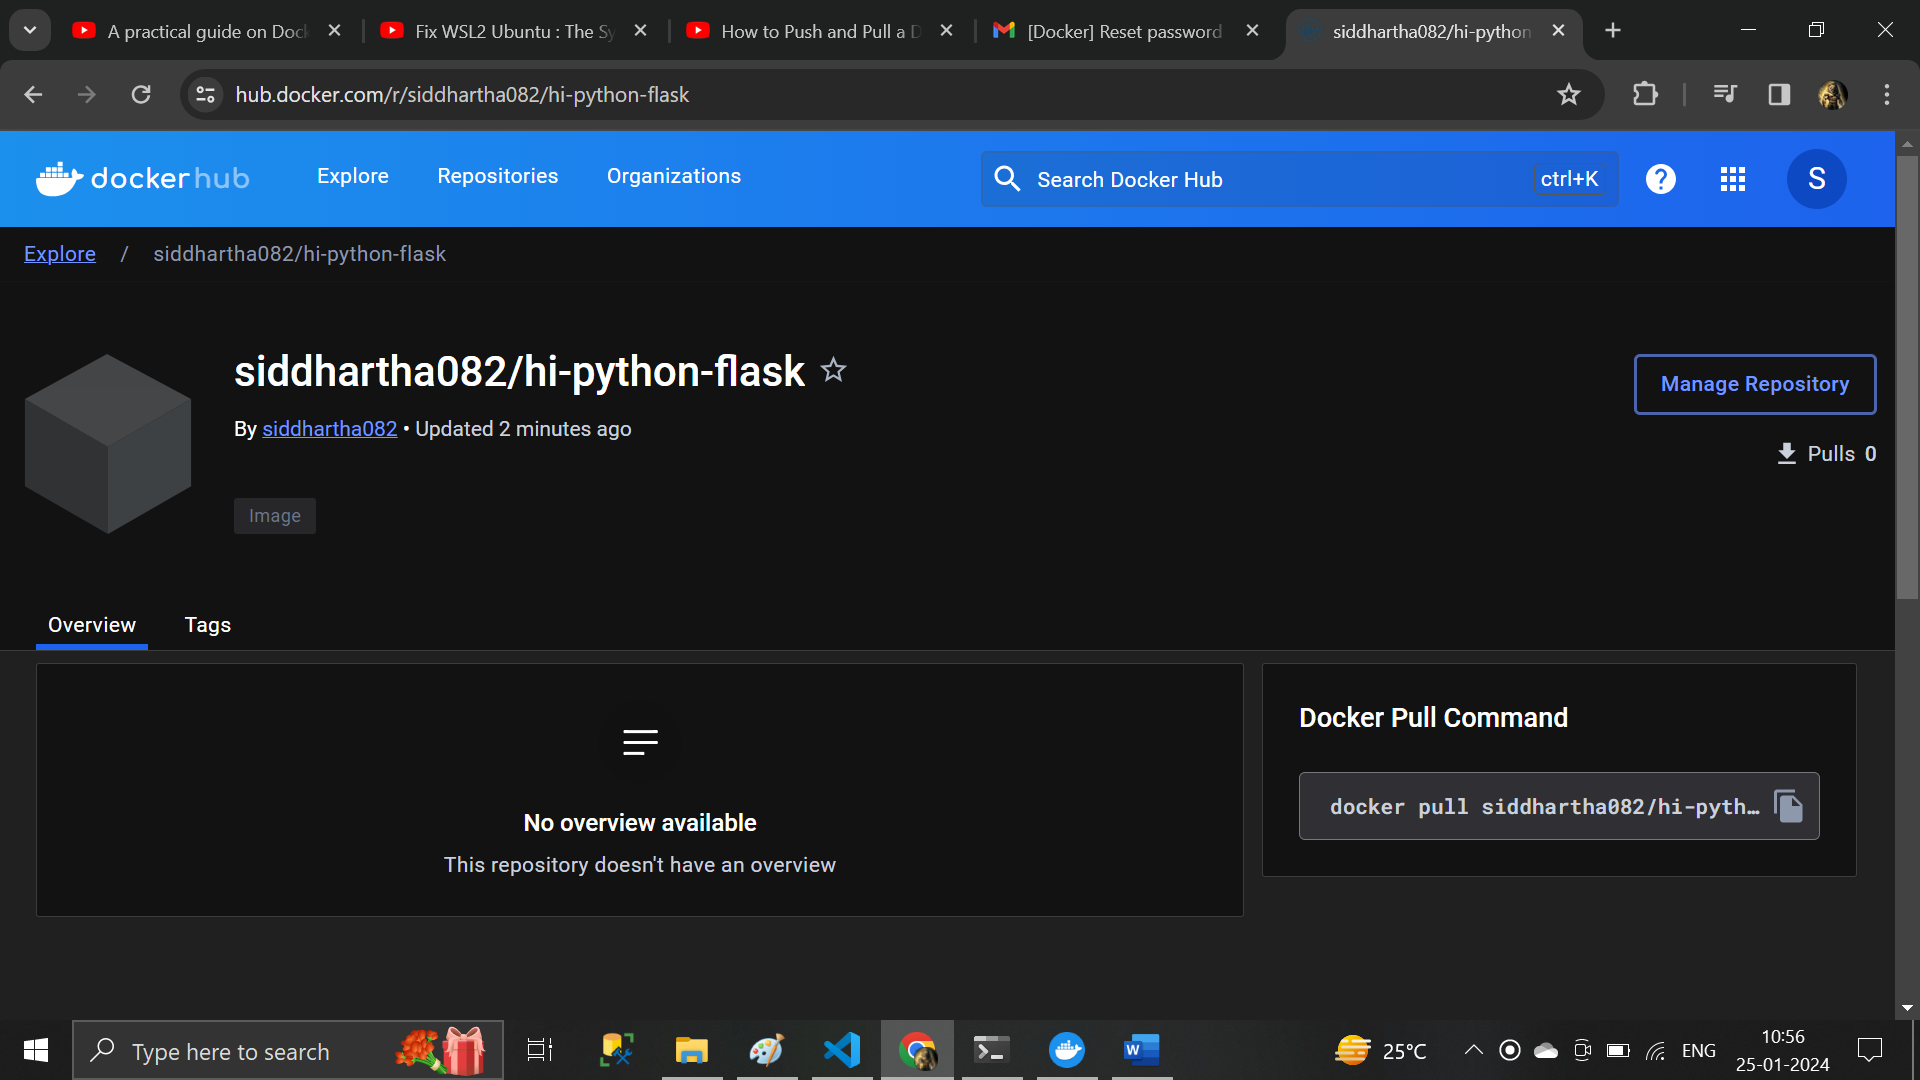 A practical guide on Dock
Fix WSL2 Ubuntu : The Sy
How to Push and Pull a D
[Docker] Reset password
siddhartha082/hi-python
hub.docker.com/r/siddhartha082/hi-python-flask
dockerhub
Explore
Repositories
Organizations
Search Docker Hub
ctrl+K
?
S
Explore / siddhartha082/hi-python-flask
siddhartha082/hi-python-flask
Manage Repository
By siddhartha082 • Updated 2 minutes ago
Pulls 0
Image
Overview
Tags
Docker Pull Command
docker pull siddhartha082/hi-pyth…
No overview available
This repository doesn't have an overview
Type here to search
W
25°C
ENG
10:56
25-01-2024